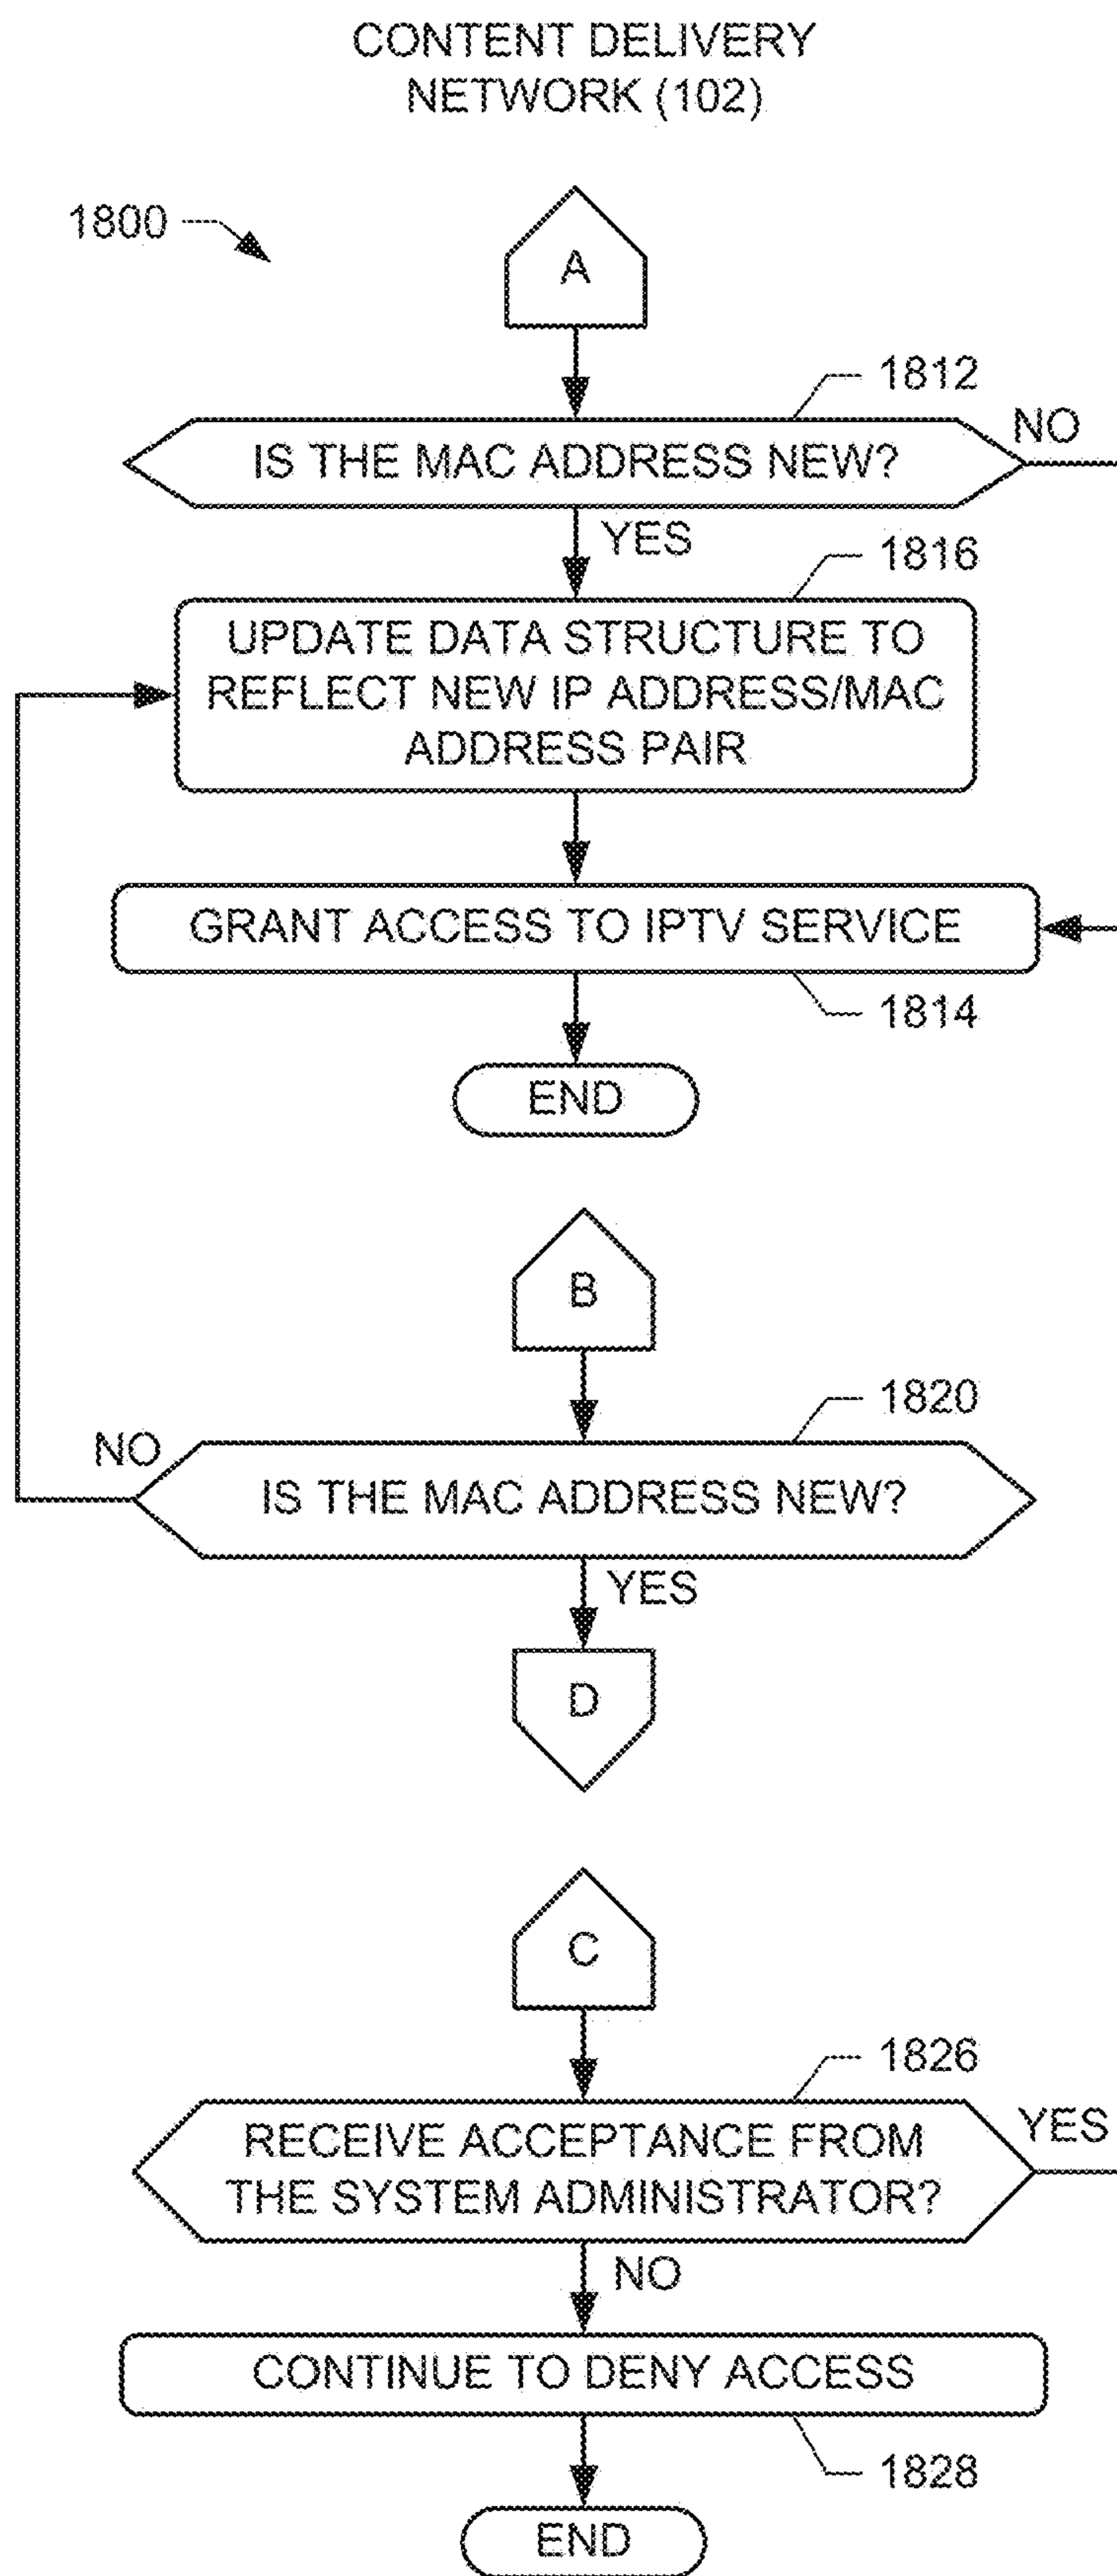 CONTENT DELIVERY
NETWORK (102)
1800
A
1812
IS THE MAC ADDRESS NEW?
NO
YES
1816
UPDATE DATA STRUCTURE TO
REFLECT NEW IP ADDRESS/MAC
ADDRESS PAIR
GRANT ACCESS TO IPTV SERVICE
1814
END
B
1820
NO
IS THE MAC ADDRESS NEW?
YES
D
C
1826
RECEIVE ACCEPTANCE FROM
THE SYSTEM ADMINISTRATOR?
YES
NO
CONTINUE TO DENY ACCESS
1828
END